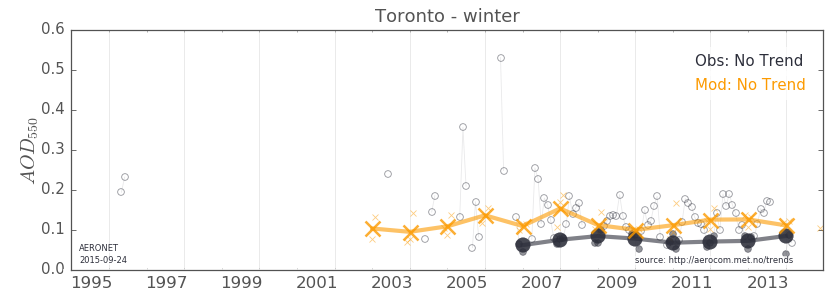 Toronto - winter
0.6
0.5
0.4
0.3
0.2
0.1
0.0
AOD550
Obs: No Trend
Mod: No Trend
AERONET
2015-09-24
source: http://aerocom.met.no/trends
1995 1997 1999 2001 2003 2005 2007 2009 2011 2013